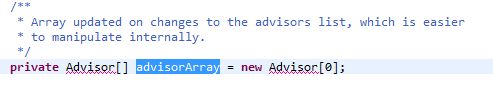 /**
* Array updated on changes to the advisors list, which is easier
* to manipulate internally.
*/
private Advisor[] advisorArray = new Advisor[0];